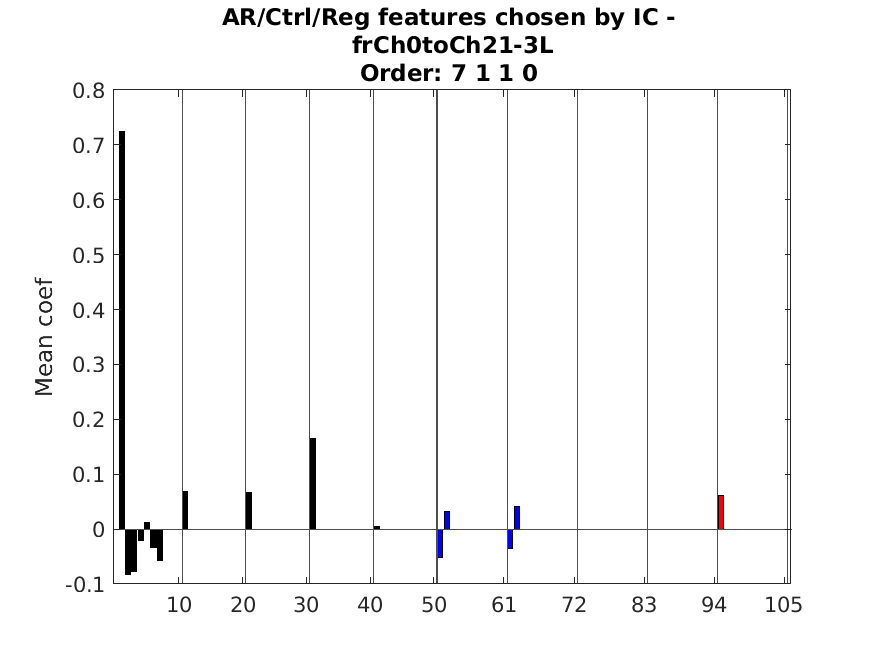 AR/Ctrl/Reg features chosen by IC -
frCh0toCh21-3L
Order: 7 1 1 0
0.8
0.7
0.6
0.5
0.4
0.3
0.2
0.1
0
-0.1
Mean coef
10 20 30 40 50 61 72 83 94 105